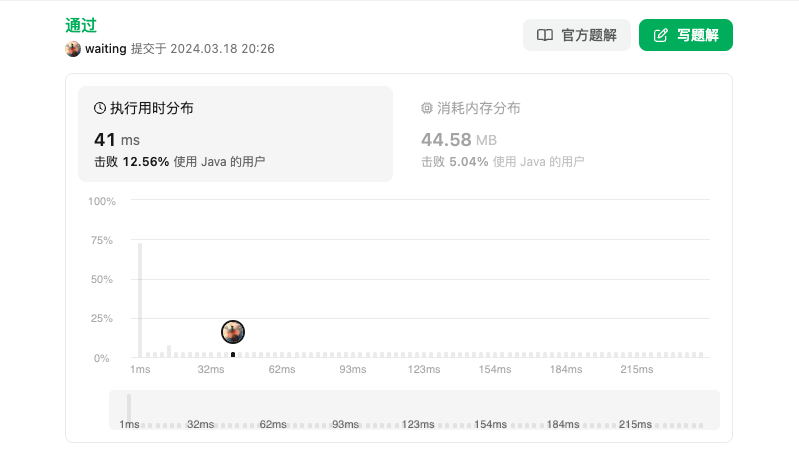 通过
waiting 提交于 2024.03.18 20:26
官方题解
写题解
执行用时分布
41 ms
击败 12.56% 使用 Java 的用户
消耗内存分布
44.58 MB
击败 5.04% 使用 Java 的用户
100%
75%
50%
25%
0%
1ms 32ms 62ms 93ms 123ms 154ms 184ms 215ms
1ms 32ms 62ms 93ms 123ms 154ms 184ms 215ms